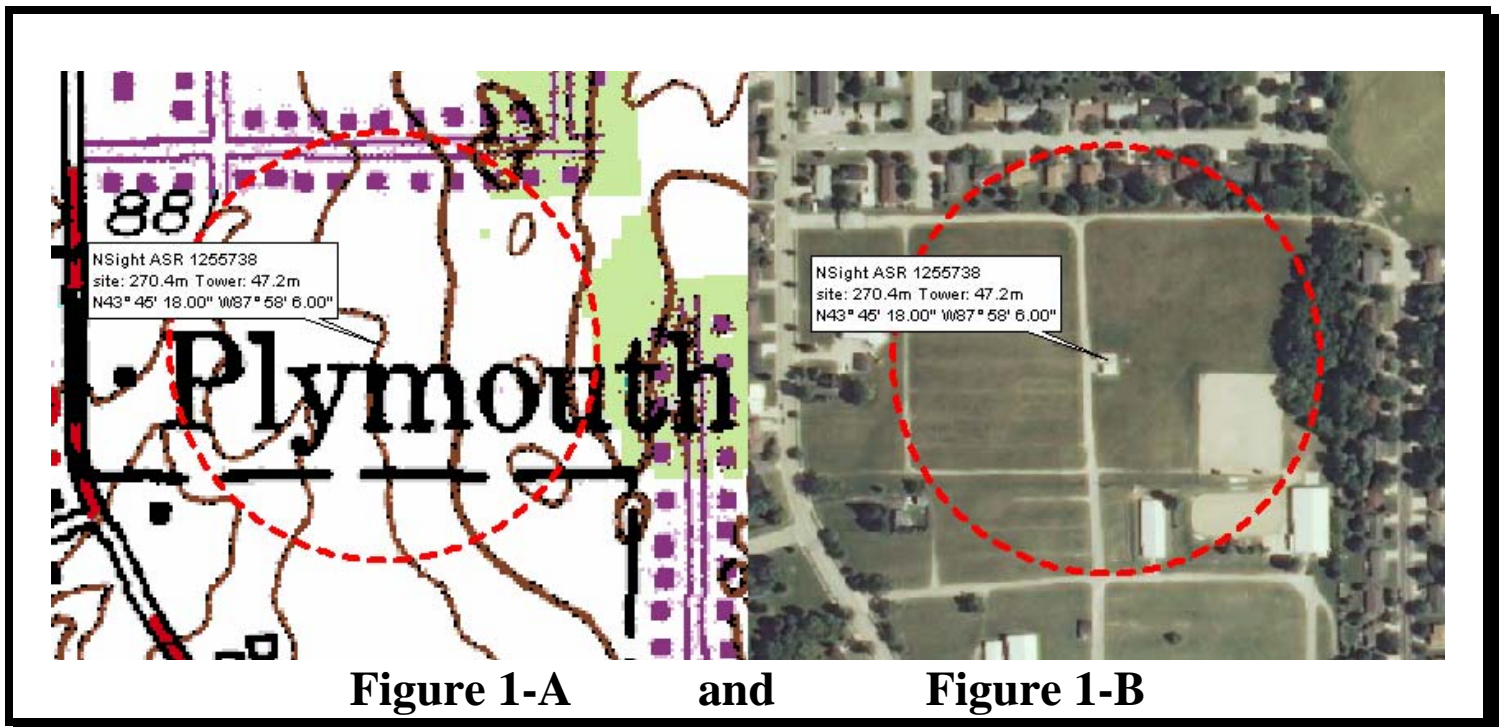 88
NSight ASR 1255738
site: 270.4m Tower: 47.2m
N43° 45' 18.00" W87° 58' 6.00"
Plymouth
NSight ASR 1255738
site: 270.4m Tower: 47.2m
N43° 45' 18.00" W87° 58' 6.00"
Figure 1-A and Figure 1-B